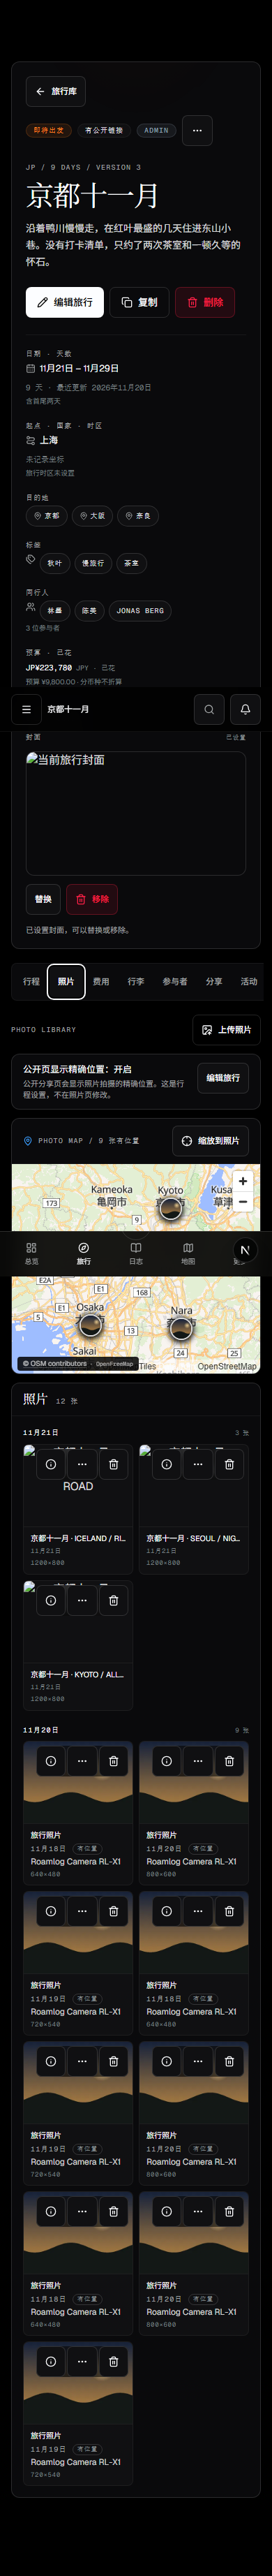 旅行库
即将出发 有公开链接 ADMIN
JP / 9 DAYS / VERSION 3
京都十一月
沿着鸭川慢慢走，在红叶最盛的几天住进东山小
巷。没有打卡清单，只约了两次茶室和一顿久等的
怀石。
编辑旅行 复制 删除
日期 · 天数
11月21日 – 11月29日
9 天 · 最近更新 2026年11月20日
含首尾两天
起点 · 国家 · 时区
上海
未记录坐标
旅行时区未设置
目的地
京都 大阪 奈良
标签
秋叶 慢旅行 茶室
同行人
林墨 陈美 JONAS BERG
3 位参与者
预算 · 已花
JP¥223,780 JPY · 已花
预算 ¥9,800.00 · 分币种不折算
京都十一月
封面 已设置
当前旅行封面
替换 移除
已设置封面，可以替换或移除。
行程 照片 费用 行李 参与者 分享 活动
PHOTO LIBRARY 上传照片
公开页显示精确位置：开启
公开分享页会显示照片拍摄的精确位置。这是行
程设置，不在照片页修改。
编辑旅行
PHOTO MAP / 9 张有位置 缩放到照片
Kameoka
亀岡市
Kyoto
Kusa
草津
173
9
总览 旅行 日志 地图
E2A
E1
168
5
E1
Osaka
Nara
13
24
25
Sakai
© OSM contributors · OpenFreeMap
Tiles
OpenStreetMap
照片 12 张
11月21日 3 张
ROAD
京都十一月 · ICELAND / RI...
11月21日
1200×800
京都十一月 · SEOUL / NIG...
11月21日
1200×800
京都十一月 · KYOTO / ALL...
11月21日
1200×800
11月20日 9 张
旅行照片
11月18日 有位置
Roamlog Camera RL-X1
640×480
旅行照片
11月20日 有位置
Roamlog Camera RL-X1
800×600
旅行照片
11月19日 有位置
Roamlog Camera RL-X1
720×540
旅行照片
11月18日 有位置
Roamlog Camera RL-X1
640×480
旅行照片
11月19日 有位置
Roamlog Camera RL-X1
720×540
旅行照片
11月20日 有位置
Roamlog Camera RL-X1
800×600
旅行照片
11月18日 有位置
Roamlog Camera RL-X1
640×480
旅行照片
11月20日 有位置
Roamlog Camera RL-X1
800×600
旅行照片
11月19日 有位置
Roamlog Camera RL-X1
720×540